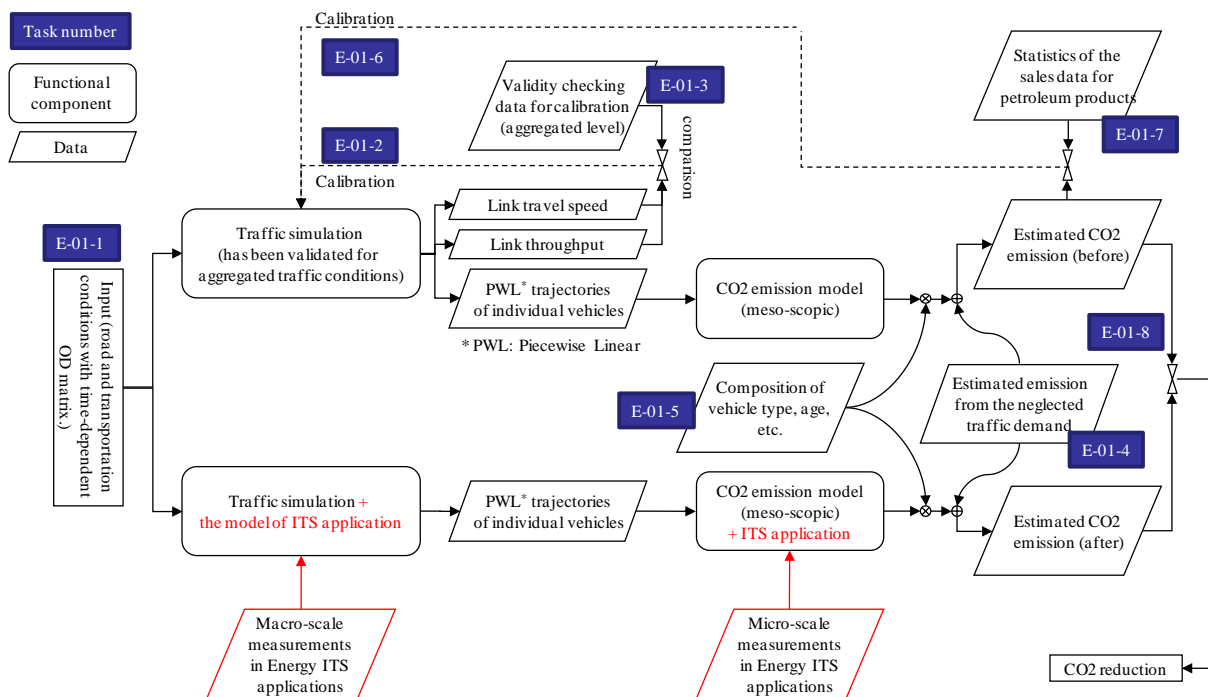 Task number
Functional
component
Data
Calibration
E-01-6
E-01-2
Calibration
Validity checking
data for calibration
(aggregated level)
E-01-3
comparison
Statistics of the
sales data for
petroleum products
E-01-7
E-01-1
Input (road and transportation
conditions with time-dependent
OD matrix.)
Traffic simulation
(has been validated for
aggregated traffic conditions)
Link travel speed
Link throughput
PWL* trajectories
of individual vehicles
* PWL: Piecewise Linear
CO2 emission model
(meso-scopic)
Estimated CO2
emission (before)
E-01-8
E-01-5
Composition of
vehicle type, age,
etc.
Estimated emission
from the neglected
traffic demand
E-01-4
Traffic simulation +
the model of ITS application
PWL* trajectories
of individual vehicles
CO2 emission model
(meso-scopic)
+ ITS application
Estimated CO2
emission (after)
Macro-scale
measurements
in Energy ITS
applications
Micro-scale
measurements
in Energy ITS
applications
CO2 reduction